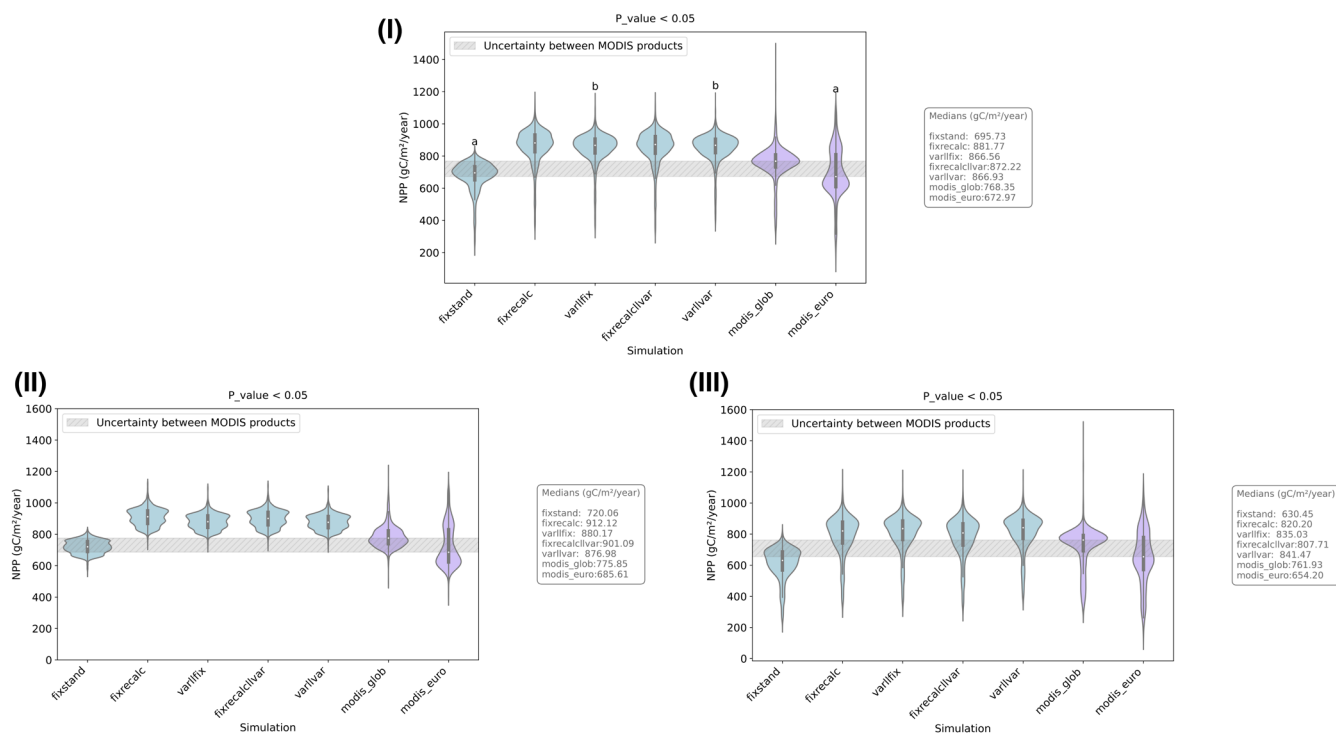 (I)
P_value < 0.05
Uncertainty between MODIS products
NPP (gC/m²/year)
1400
1200
1000
800
600
400
200
a
b
b
a
fixstand
fixrecalc
varllfix
fixrecalcllvar
varllvar
modis_glob
modis_euro
Simulation
Medians (gC/m²/year)
fixstand: 695.73
fixrecalc: 881.77
varllfix: 866.56
fixrecalcllvar:872.22
varllvar: 866.93
modis_glob:768.35
modis_euro:672.97
(II)
P_value < 0.05
Uncertainty between MODIS products
NPP (gC/m²/year)
1600
1400
1200
1000
800
600
400
200
0
fixstand
fixrecalc
varllfix
fixrecalcllvar
varllvar
modis_glob
modis_euro
Simulation
Medians (gC/m²/year)
fixstand: 720.06
fixrecalc: 912.12
varllfix: 880.17
fixrecalcllvar:901.09
varllvar: 876.98
modis_glob:775.85
modis_euro:685.61
(III)
P_value < 0.05
Uncertainty between MODIS products
NPP (gC/m²/year)
1600
1400
1200
1000
800
600
400
200
0
fixstand
fixrecalc
varllfix
fixrecalcllvar
varllvar
modis_glob
modis_euro
Simulation
Medians (gC/m²/year)
fixstand: 630.45
fixrecalc: 820.20
varllfix: 835.03
fixrecalcllvar:807.71
varllvar: 841.47
modis_glob:761.93
modis_euro:654.20